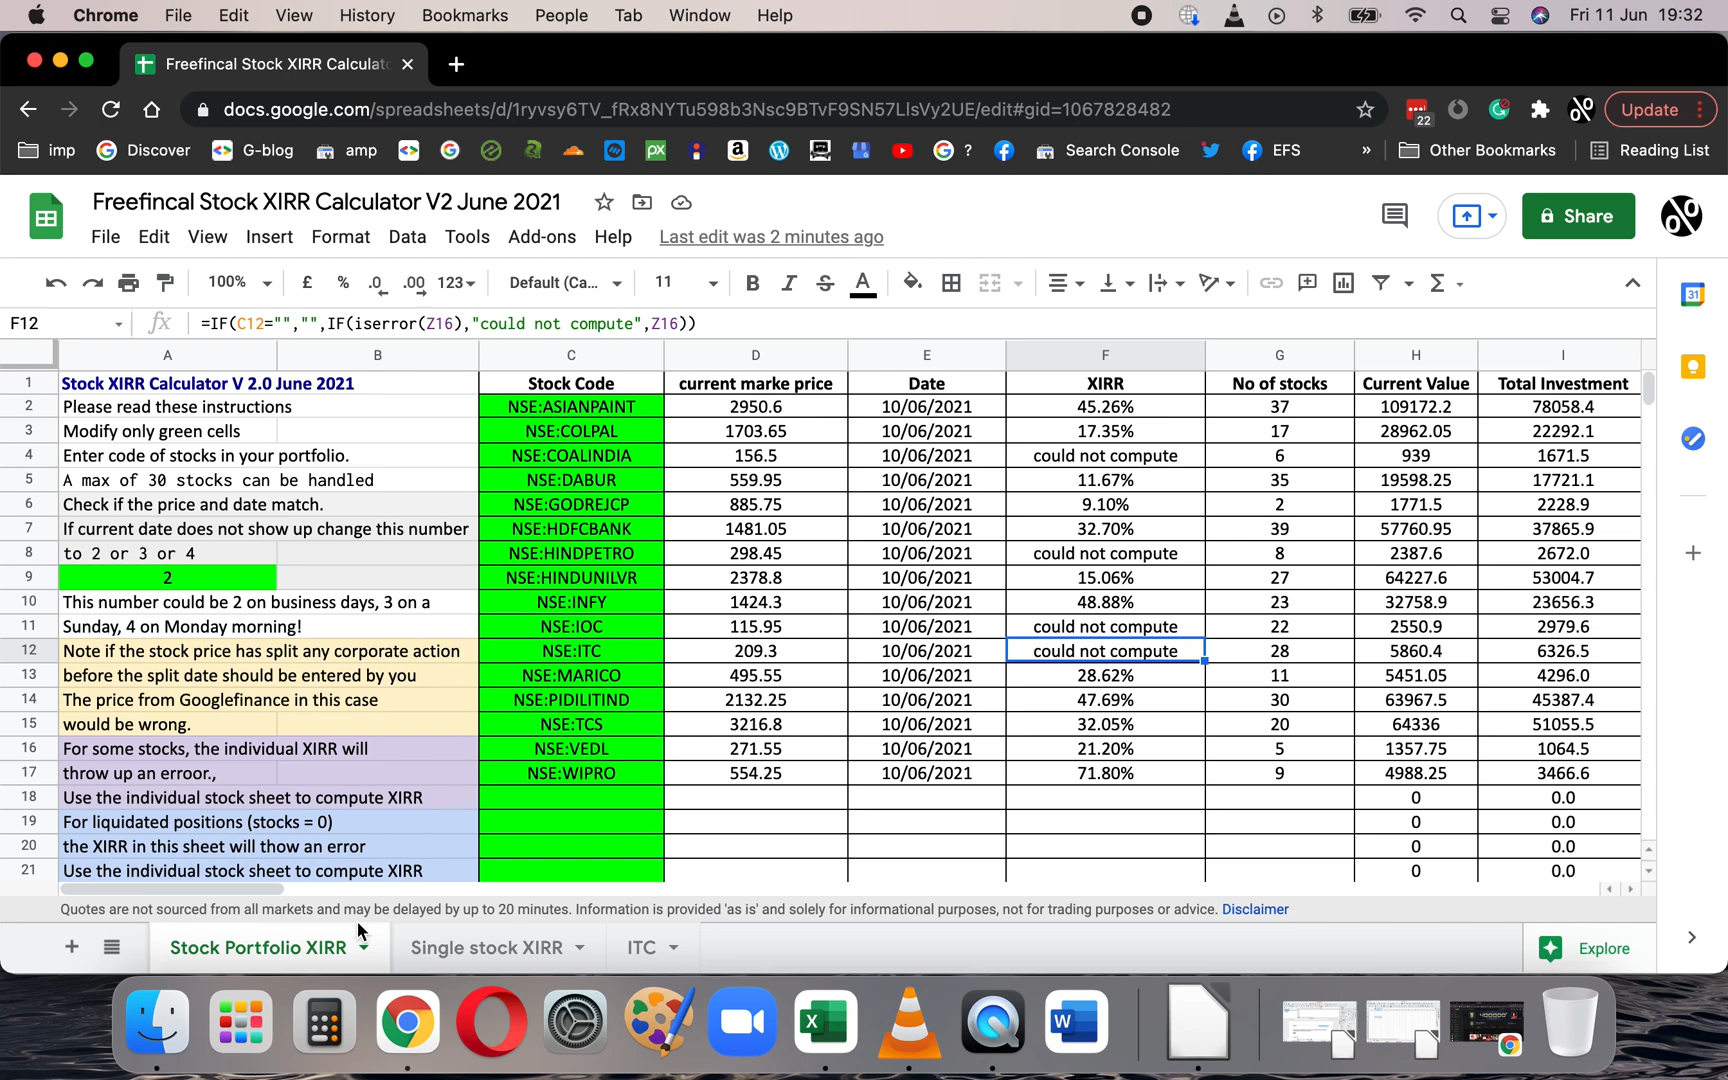 Chrome File Edit View History Bookmarks People Tab Window Help Fri 11 Jun 19:32
Freefincal Stock XIRR Calculat
docs.google.com/spreadsheets/d/1ryvsy6TV_fRx8NYTu598b3Nsc9BTvF9SN57LlsVy2UE/edit#gid=1067828482 22 Update
imp Discover G-blog amp px ? Search Console EFS » Other Bookmarks Reading List
Freefincal Stock XIRR Calculator V2 June 2021 Share
File Edit View Insert Format Data Tools Add-ons Help Last edit was 2 minutes ago
100% £ % .0 .00 123 Default (Ca... 11 B I S A Σ 31
F12 fx =IF(C12="","",IF(iserror(Z16),"could not compute",Z16))
A B C D E F G H I
1 Stock XIRR Calculator V 2.0 June 2021 Stock Code current marke price Date XIRR No of stocks Current Value Total Investment
2 Please read these instructions NSE:ASIANPAINT 2950.6 10/06/2021 45.26% 37 109172.2 78058.4
3 Modify only green cells NSE:COLPAL 1703.65 10/06/2021 17.35% 17 28962.05 22292.1
4 Enter code of stocks in your portfolio. NSE:COALINDIA 156.5 10/06/2021 could not compute 6 939 1671.5
5 A max of 30 stocks can be handled NSE:DABUR 559.95 10/06/2021 11.67% 35 19598.25 17721.1
6 Check if the price and date match. NSE:GODREJCP 885.75 10/06/2021 9.10% 2 1771.5 2228.9
7 If current date does not show up change this number NSE:HDFCBANK 1481.05 10/06/2021 32.70% 39 57760.95 37865.9
8 to 2 or 3 or 4 NSE:HINDPETRO 298.45 10/06/2021 could not compute 8 2387.6 2672.0
9 2 NSE:HINDUNILVR 2378.8 10/06/2021 15.06% 27 64227.6 53004.7
10 This number could be 2 on business days, 3 on a NSE:INFY 1424.3 10/06/2021 48.88% 23 32758.9 23656.3
11 Sunday, 4 on Monday morning! NSE:IOC 115.95 10/06/2021 could not compute 22 2550.9 2979.6
12 Note if the stock price has split any corporate action NSE:ITC 209.3 10/06/2021 could not compute 28 5860.4 6326.5
13 before the split date should be entered by you NSE:MARICO 495.55 10/06/2021 28.62% 11 5451.05 4296.0
14 The price from Googlefinance in this case NSE:PIDILITIND 2132.25 10/06/2021 47.69% 30 63967.5 45387.4
15 would be wrong. NSE:TCS 3216.8 10/06/2021 32.05% 20 64336 51055.5
16 For some stocks, the individual XIRR will NSE:VEDL 271.55 10/06/2021 21.20% 5 1357.75 1064.5
17 throw up an erroor., NSE:WIPRO 554.25 10/06/2021 71.80% 9 4988.25 3466.6
18 Use the individual stock sheet to compute XIRR 0 0.0
19 For liquidated positions (stocks = 0) 0 0.0
20 the XIRR in this sheet will thow an error 0 0.0
21 Use the individual stock sheet to compute XIRR 0 0.0
Quotes are not sourced from all markets and may be delayed by up to 20 minutes. Information is provided 'as is' and solely for informational purposes, not for trading purposes or advice. Disclaimer
+ Stock Portfolio XIRR Single stock XIRR ITC Explore